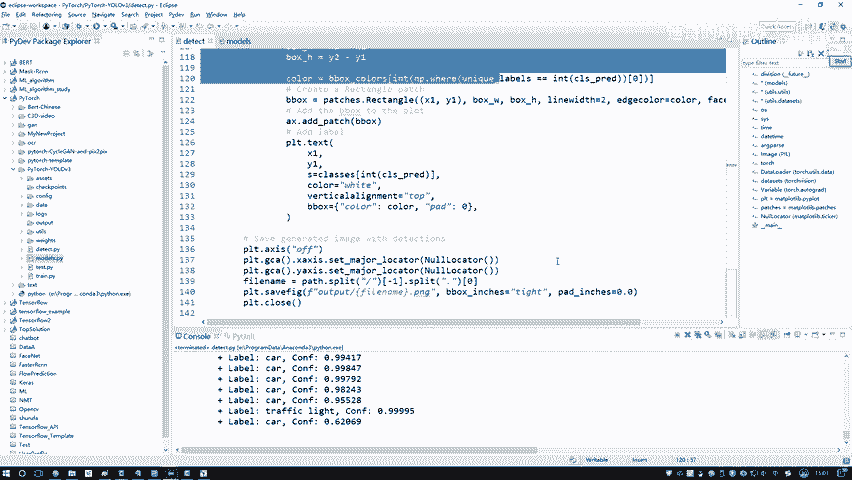 eclipse-workspace - PyTorch/PyTorch-YOLOv3/detect.py - Eclipse
File Edit Source Refactoring Navigate Search Project Pydev Run Window Help
PyDev Package Explorer
BERT
Mask-Rcnn
ML_algorithm
ML_algorithm_study
PyTorch
Bert-Chinese
C3D-video
gan
MyNewProject
ocr
pytorch-CycleGAN-and-pix2pix
pytorch-template
PyTorch-YOLOv3
assets
checkpoints
config
data
logs
output
utils
weights
detect.py
models.py
test.py
train.py
text
Tensorflow
tensorflow_example
Tensorflow2
TopSolution
chatbot
DataA
FaceNet
FasterRcnn
FlowPrediction
Keras
ML
NMT
Opencv
shunda
Tensorflow_API
Tensorflow_Template
Test
detect
models
118 box_h = y2 - y1
119
120 color = bbox_colors[int(np.where(unique_labels == int(cls_pred))[0])]
121 # Create a Rectangle patch
122 bbox = patches.Rectangle((x1, y1), box_w, box_h, linewidth=2, edgecolor=color, face
123 # Add the bbox to the plot
124 ax.add_patch(bbox)
125 # Add label
126 plt.text(
127 x1,
128 y1,
129 s=classes[int(cls_pred)],
130 color="white",
131 verticalalignment="top",
132 bbox={"color": color, "pad": 0},
133 )
134
135 # Save generated image with detections
136 plt.axis("off")
137 plt.gca().xaxis.set_major_locator(NullLocator())
138 plt.gca().yaxis.set_major_locator(NullLocator())
139 filename = path.split("/")[-1].split(".")[0]
140 plt.savefig(f"output/{filename}.png", bbox_inches="tight", pad_inches=0.0)
141 plt.close()
142
Console
PyUnit
<terminated> detect.py [e:\ProgramData\Anaconda3\python.exe]
+ Label: car, Conf: 0.99417
+ Label: car, Conf: 0.99847
+ Label: car, Conf: 0.99792
+ Label: car, Conf: 0.98243
+ Label: car, Conf: 0.95528
+ Label: traffic light, Conf: 0.99995
+ Label: car, Conf: 0.62069
Outline
Start
type filter text
division (__future__)
* (models)
* (utils.utils)
* (utils.datasets)
os
sys
time
datetime
argparse
Image (PIL)
torch
DataLoader (torch.utils.data)
datasets (torchvision)
Variable (torch.autograd)
plt = matplotlib.pyplot
patches = matplotlib.patches
NullLocator (matplotlib.ticker)
__main__
Writable
Insert
120 : 37
15:01